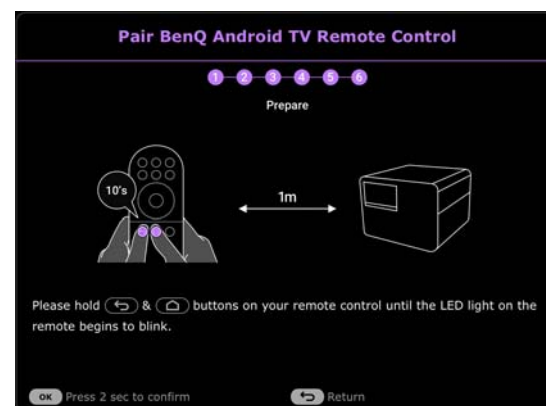 Pair BenQ Android TV Remote Control
1 2 3 4 5 6
Prepare
10's
1m
Please hold & buttons on your remote control until the LED light on the
remote begins to blink.
OK Press 2 sec to confirm
Return